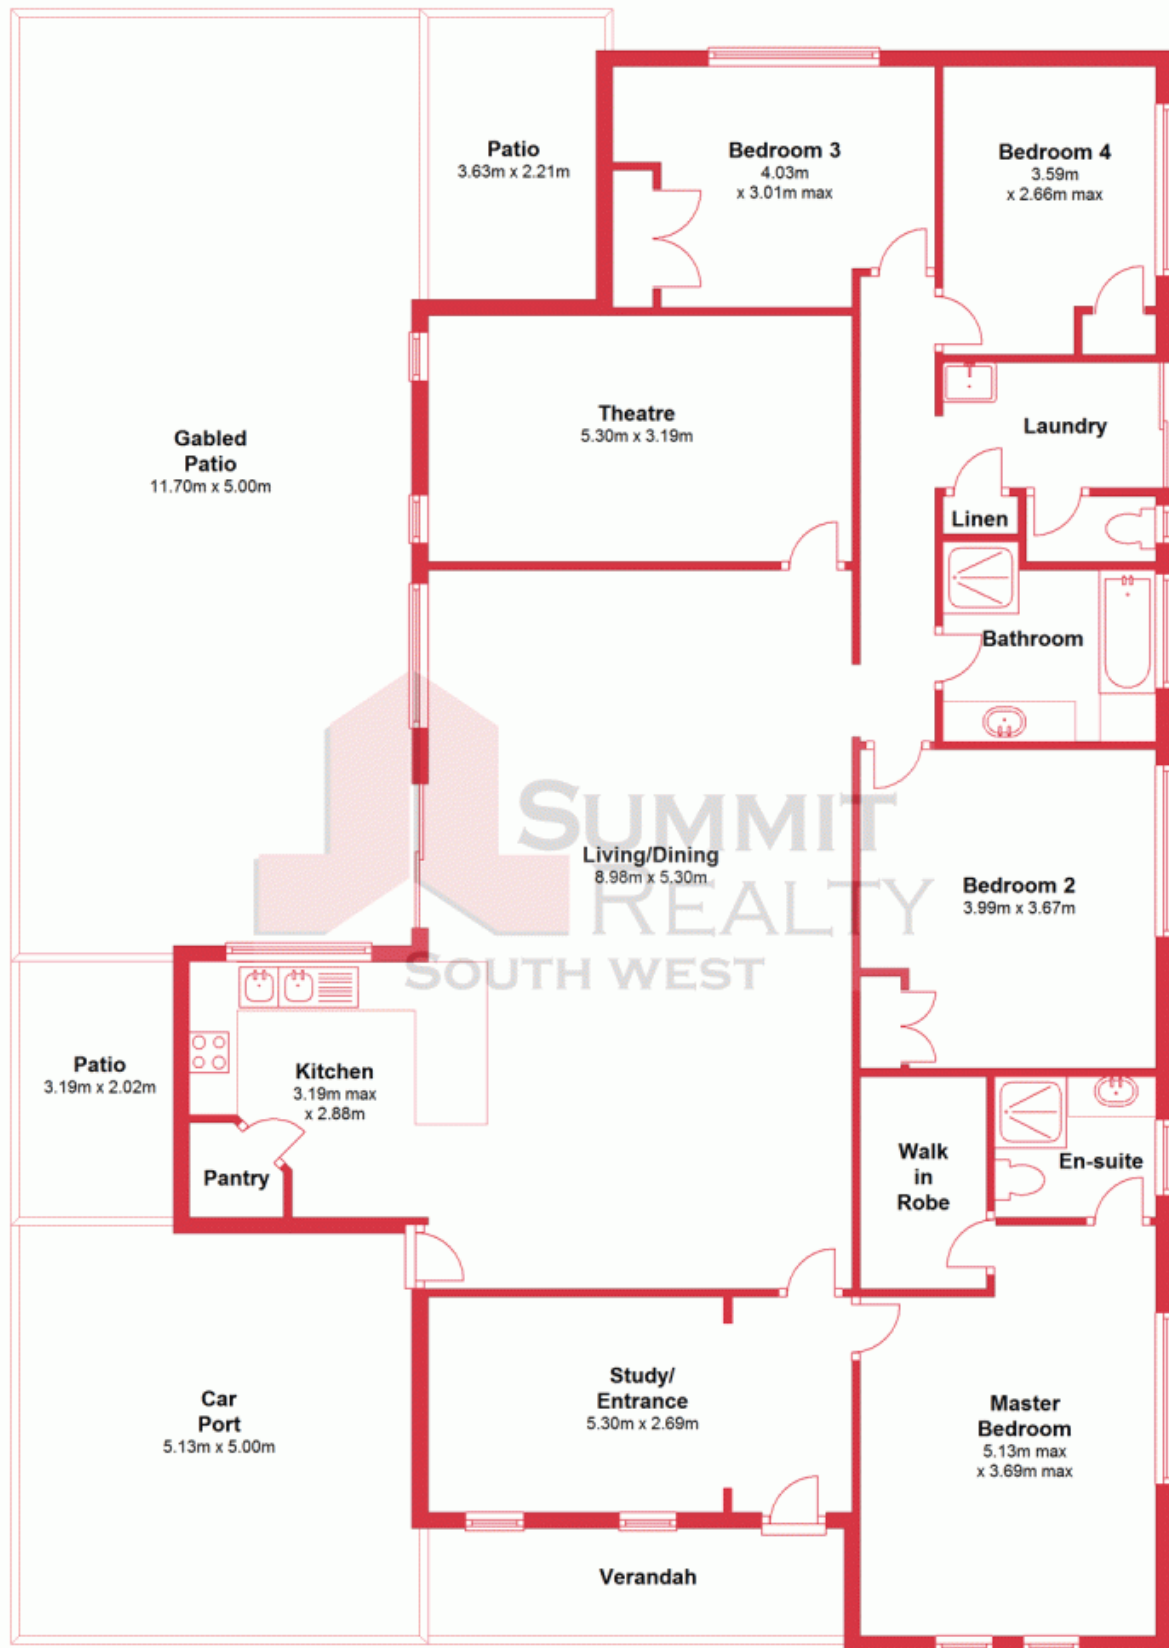 Patio
3.63m x 2.21m
Bedroom 3
4.03m
x 3.01m max
Bedroom 4
3.59m
x 2.66m max
Gabled
Patio
11.70m x 5.00m
Theatre
5.30m x 3.19m
Laundry
Linen
Bathroom
SUMMIT
REALTY
SOUTH WEST
Living/Dining
8.98m x 5.30m
Bedroom 2
3.99m x 3.67m
Patio
3.19m x 2.02m
Kitchen
3.19m max
x 2.88m
Pantry
Walk
in
Robe
En-suite
Car
Port
5.13m x 5.00m
Study/
Entrance
5.30m x 2.69m
Master
Bedroom
5.13m max
x 3.69m max
Verandah